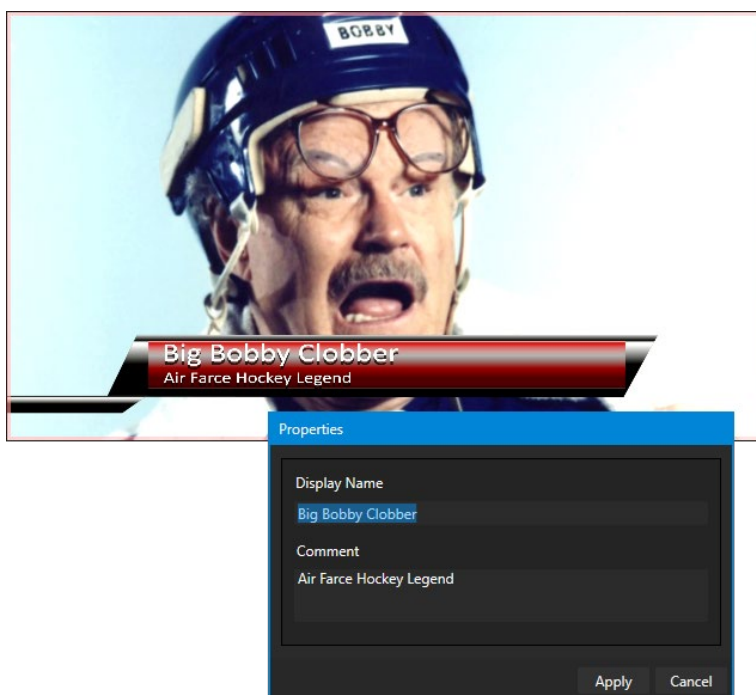 BOBBY
Big Bobby Clobber
Air Farce Hockey Legend
Properties
Display Name
Big Bobby Clobber
Comment
Air Farce Hockey Legend
Apply Cancel